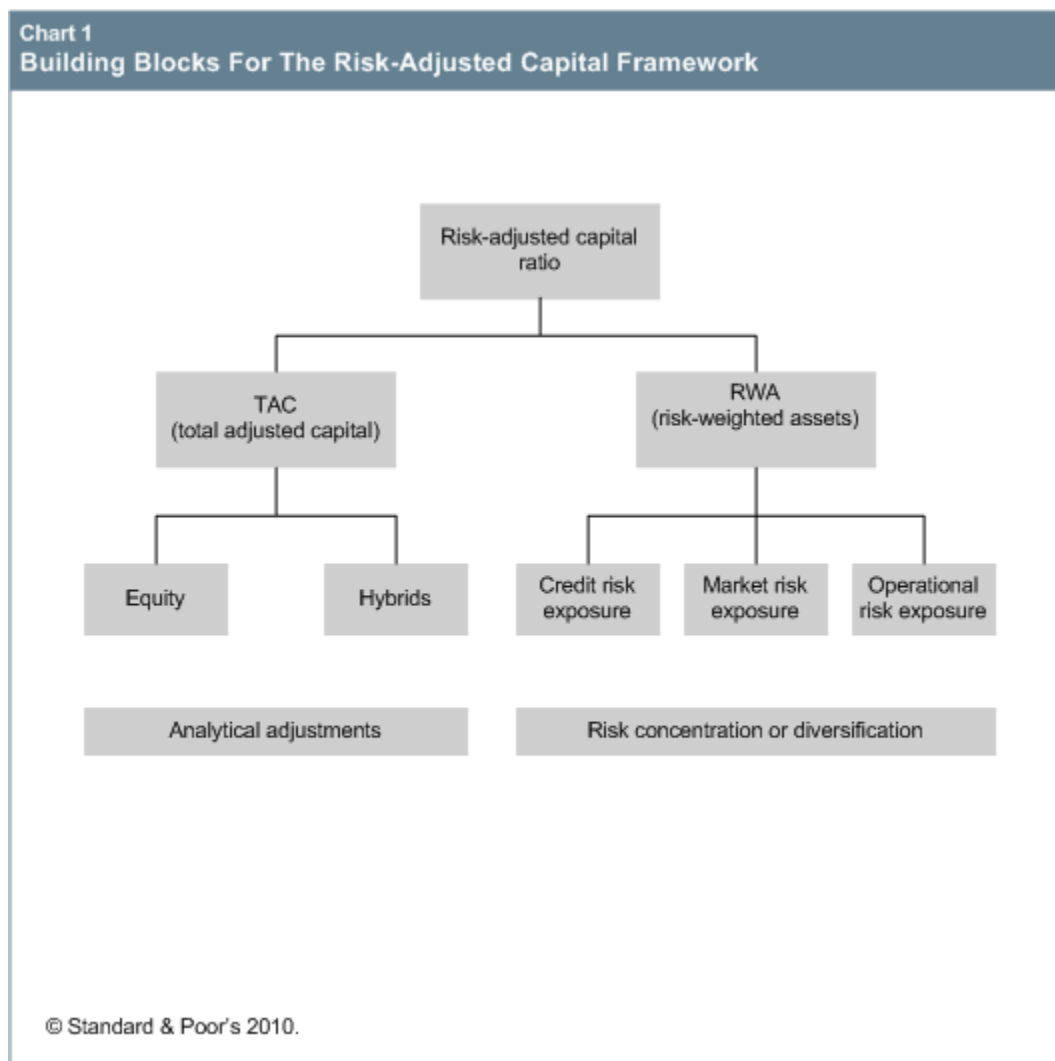 Chart 1
Building Blocks For The Risk-Adjusted Capital Framework
Risk-adjusted capital
ratio
TAC
(total adjusted capital)
RWA
(risk-weighted assets)
Equity
Hybrids
Credit risk
exposure
Market risk
exposure
Operational
risk exposure
Analytical adjustments
Risk concentration or diversification
© Standard & Poor's 2010.